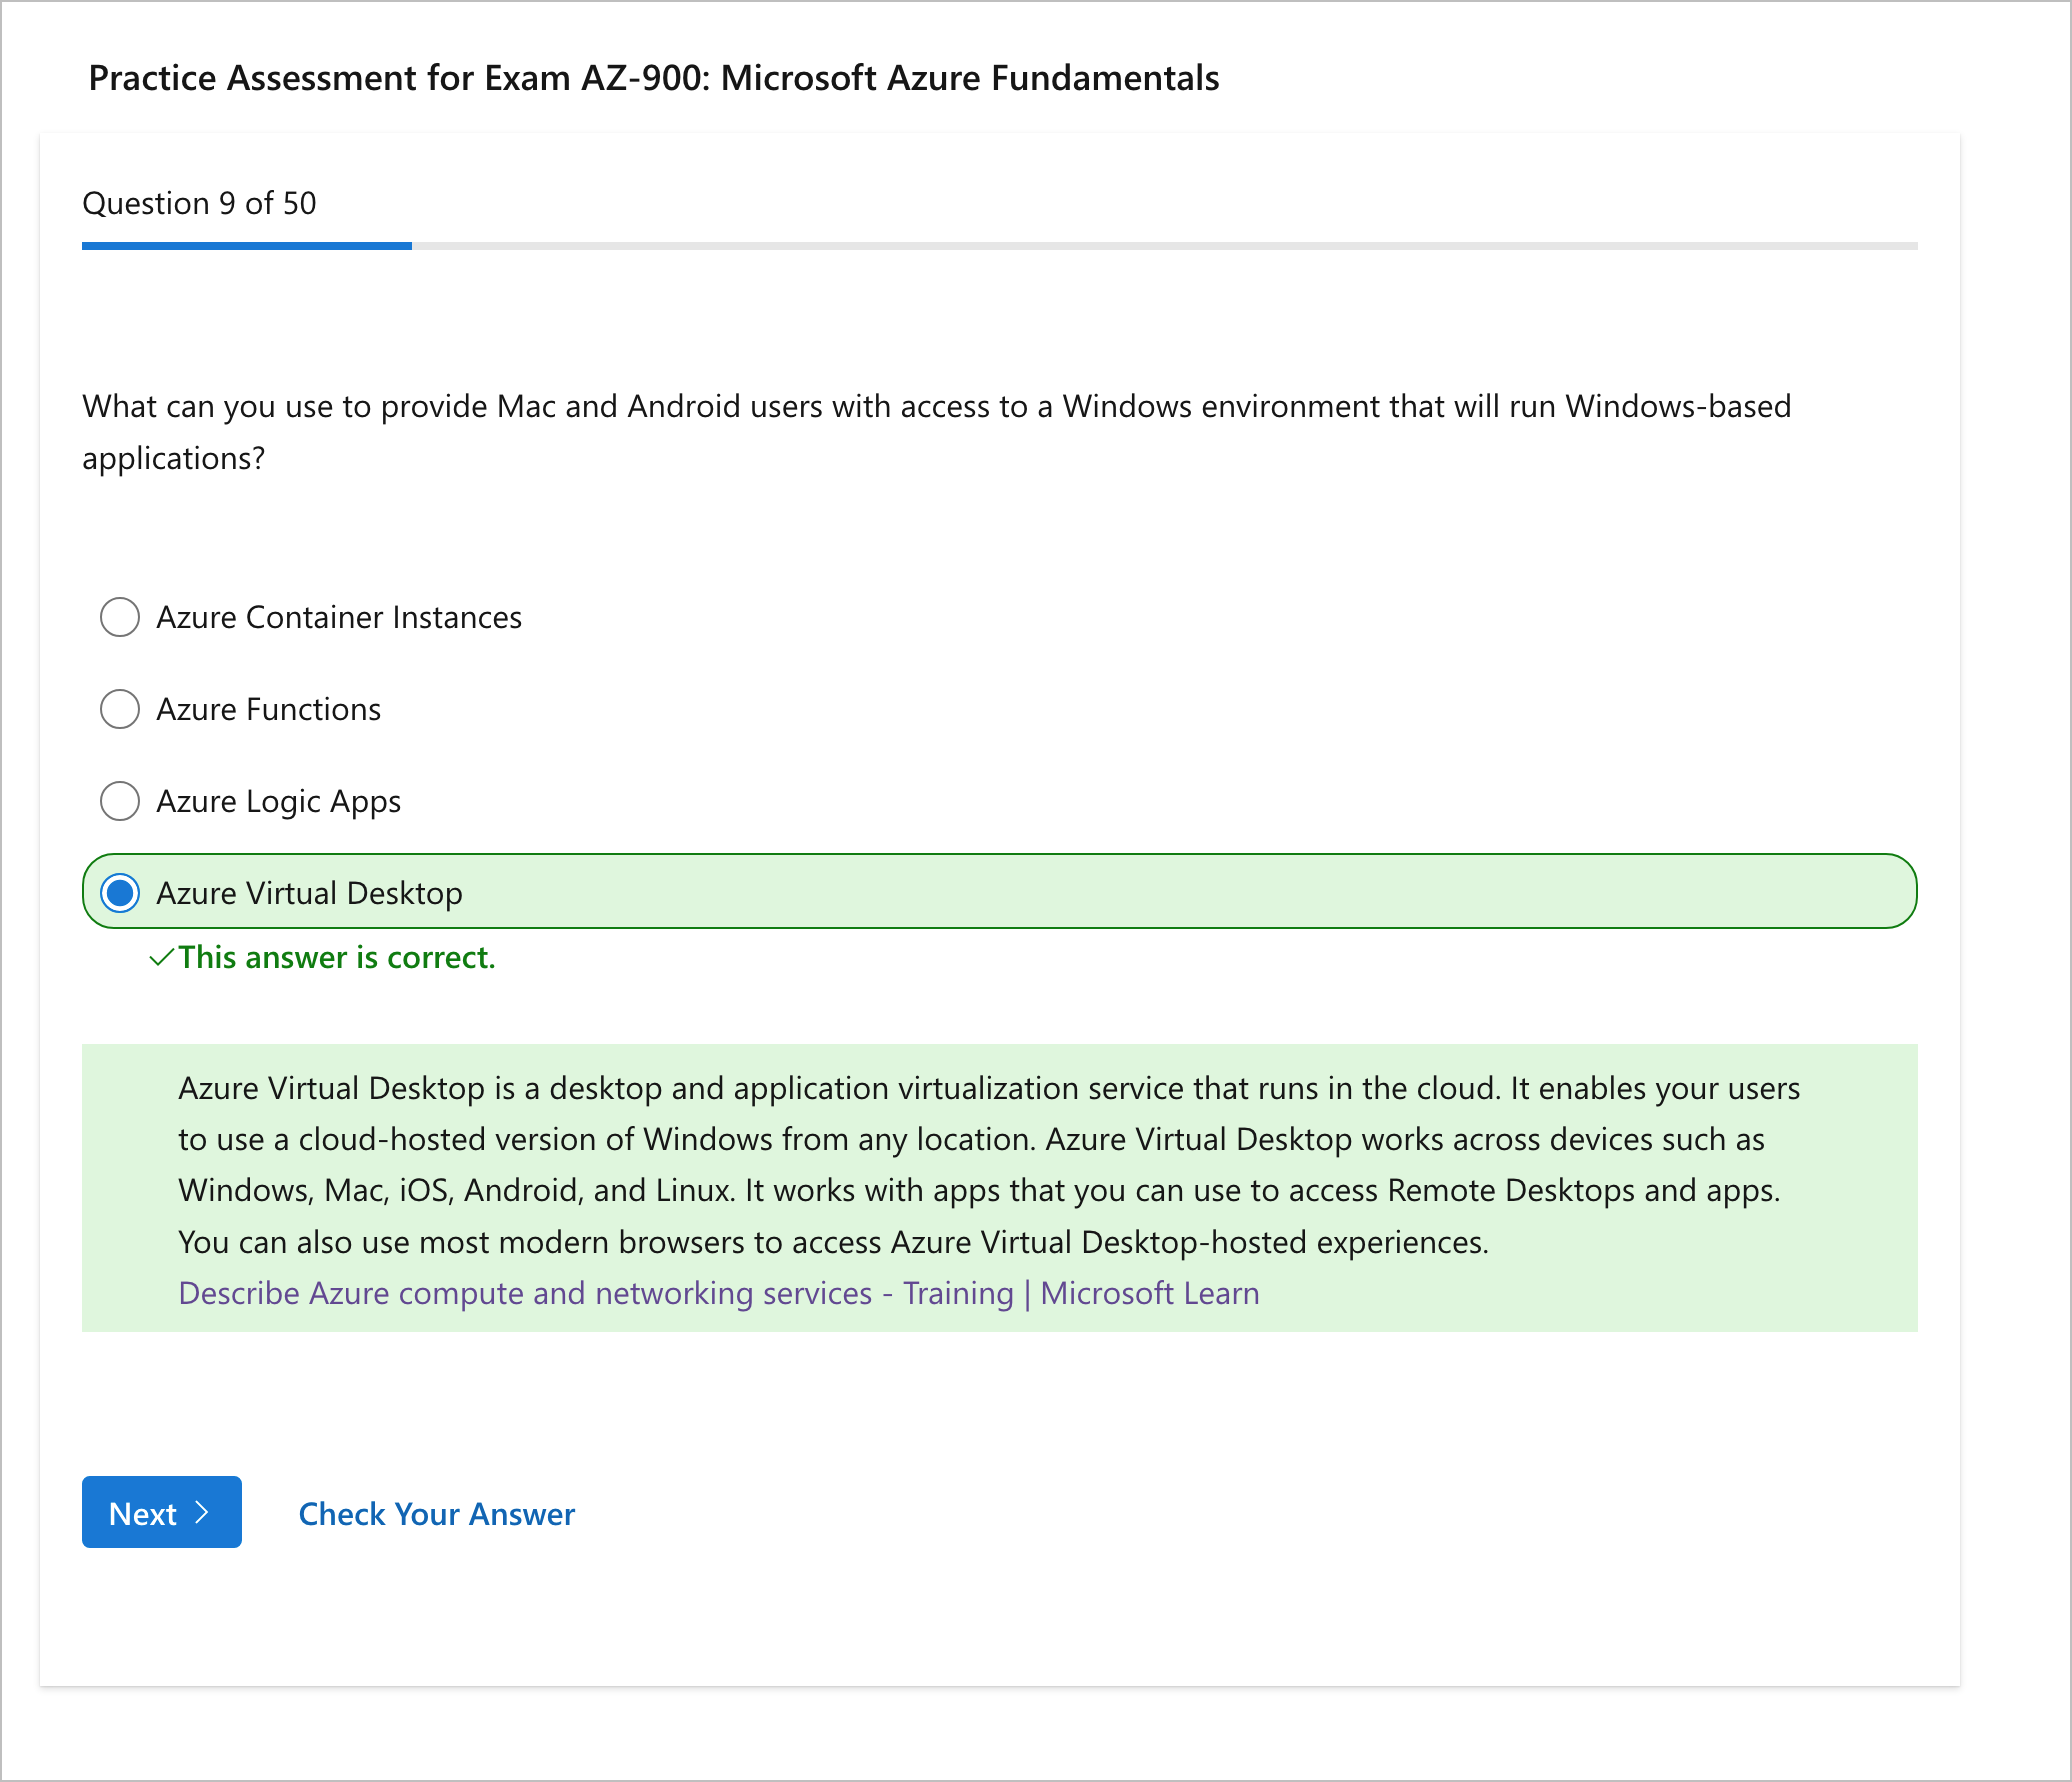 Practice Assessment for Exam AZ-900: Microsoft Azure Fundamentals
Question 9 of 50
What can you use to provide Mac and Android users with access to a Windows environment that will run Windows-based
applications?
Azure Container Instances
Azure Functions
Azure Logic Apps
Azure Virtual Desktop
This answer is correct.
Azure Virtual Desktop is a desktop and application virtualization service that runs in the cloud. It enables your users
to use a cloud-hosted version of Windows from any location. Azure Virtual Desktop works across devices such as
Windows, Mac, iOS, Android, and Linux. It works with apps that you can use to access Remote Desktops and apps.
You can also use most modern browsers to access Azure Virtual Desktop-hosted experiences.
Describe Azure compute and networking services - Training | Microsoft Learn
Next
Check Your Answer